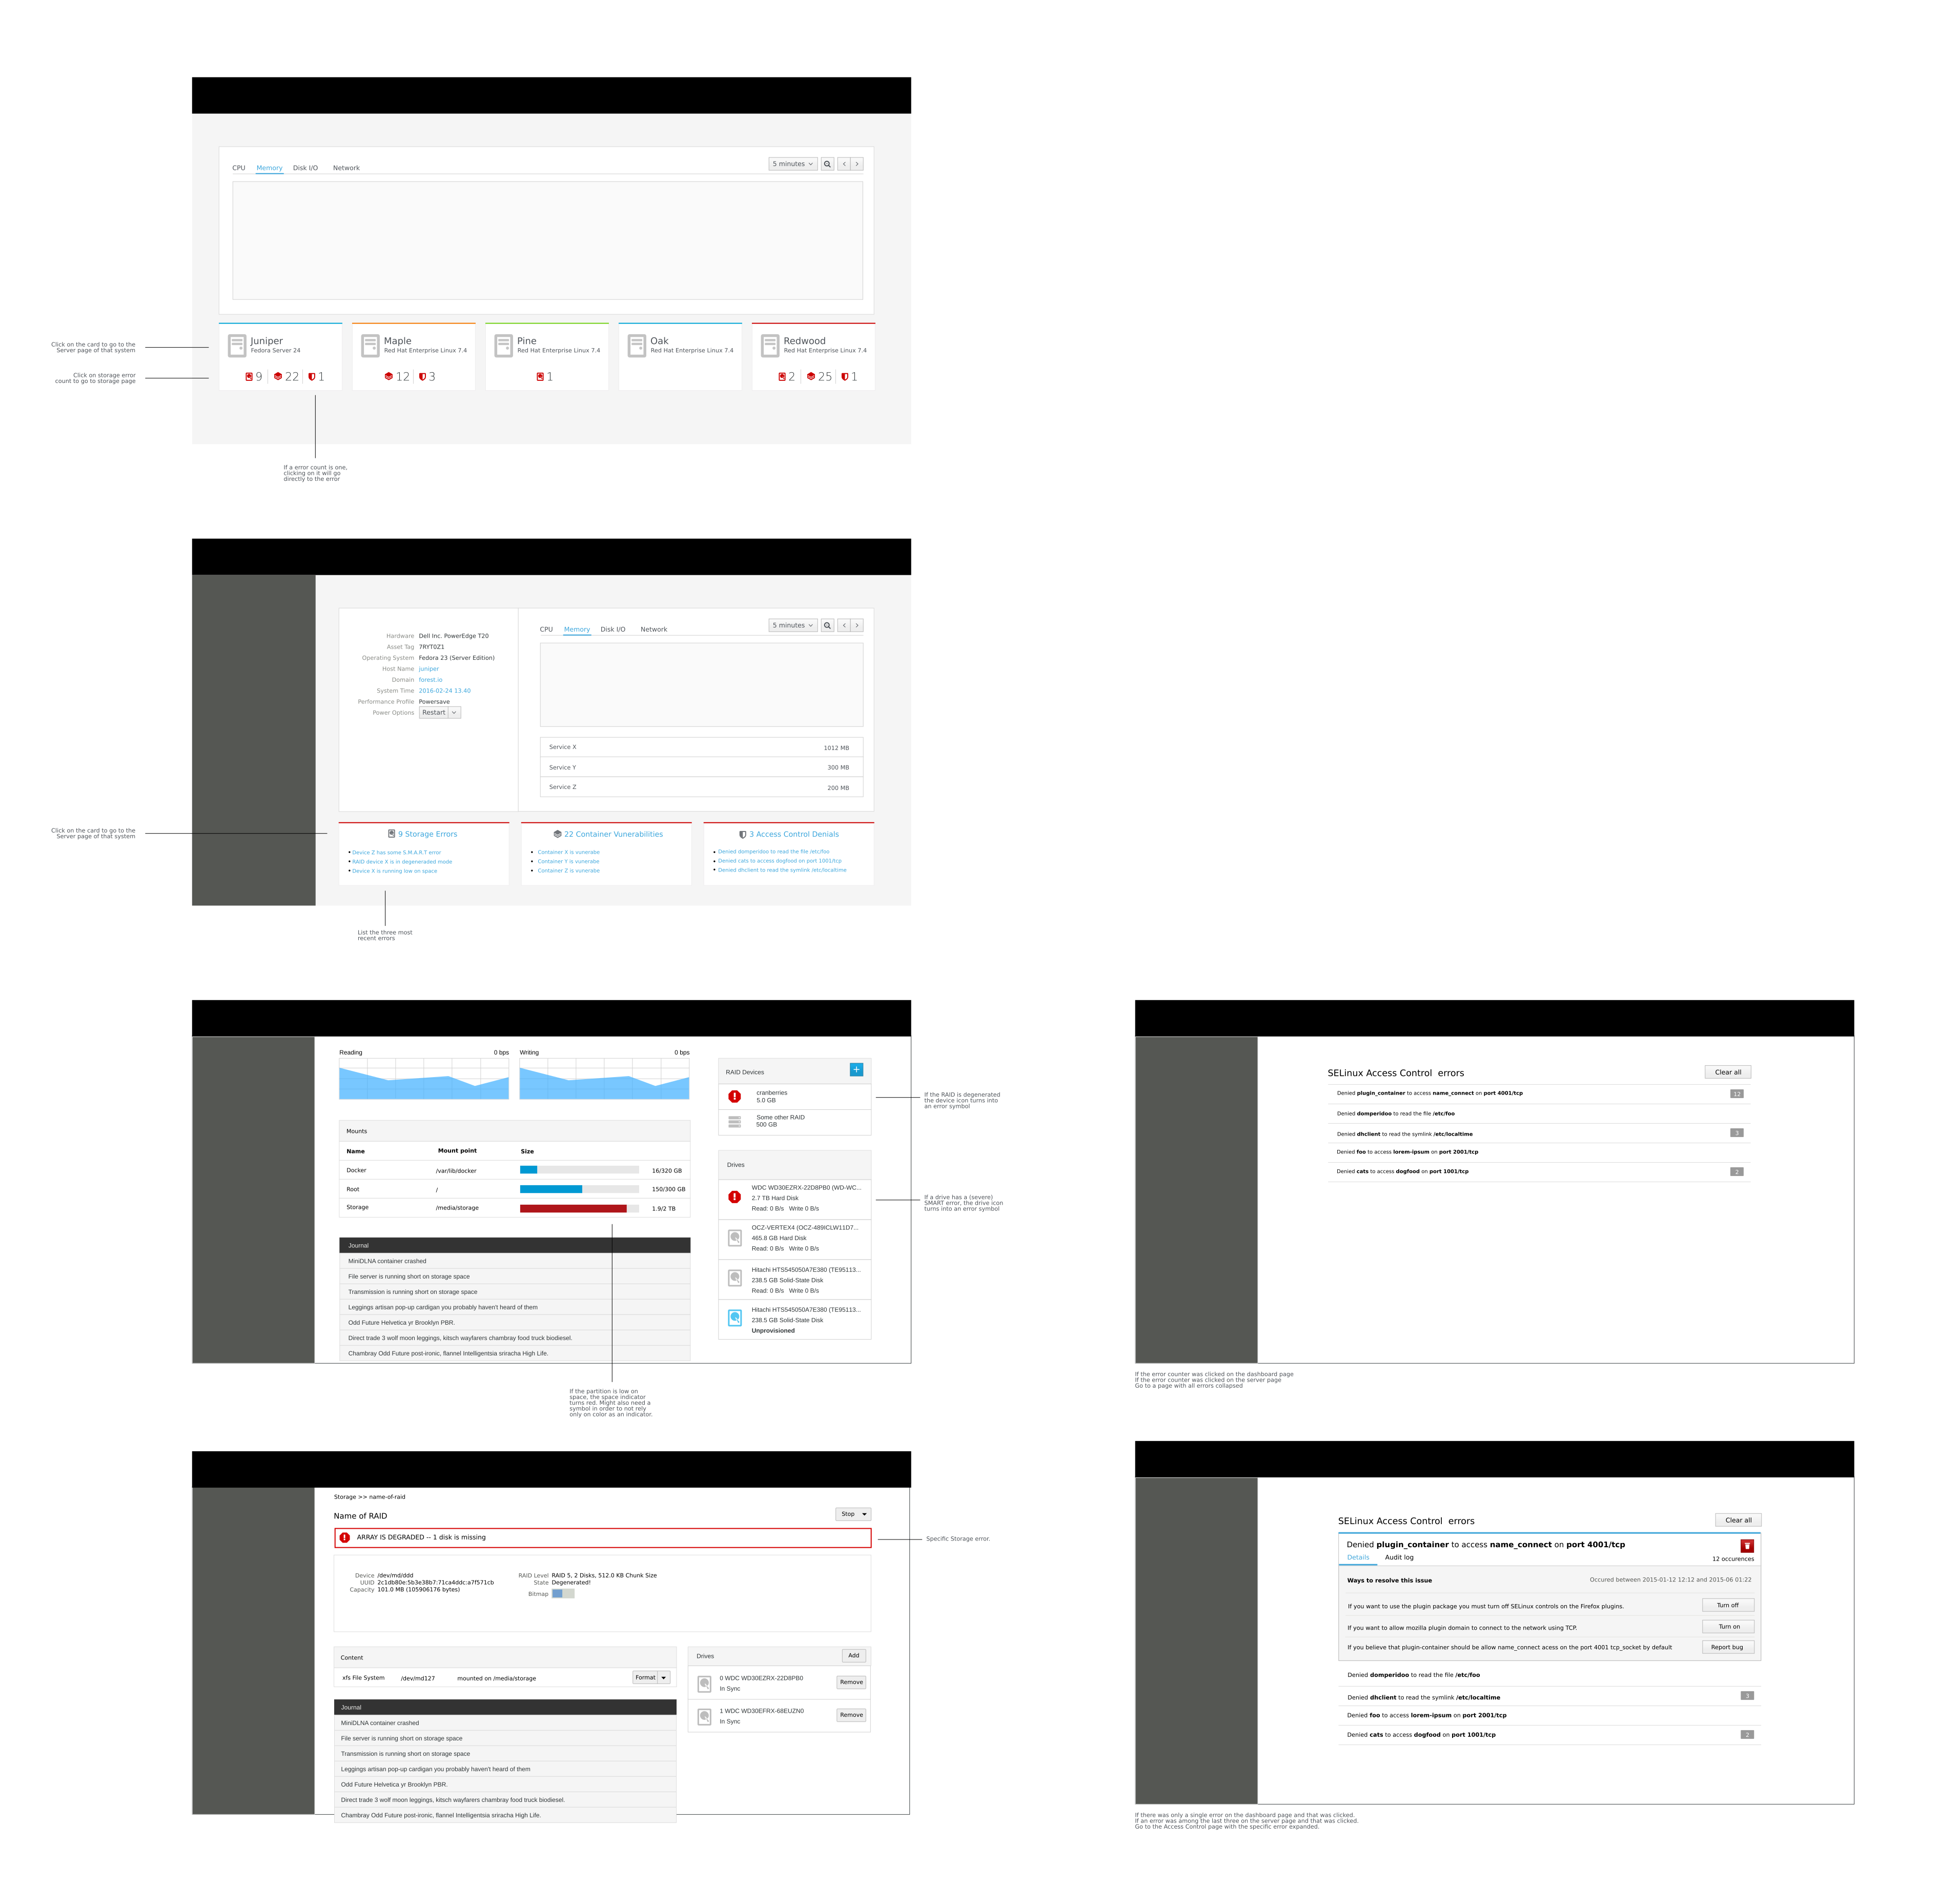 CPU Memory Disk I/O Network 5 minutes
Click on the card to go to the
Server page of that system
Click on storage error
count to go to storage page
Juniper
Fedora Server 24
9 22 1
Maple
Red Hat Enterprise Linux 7.4
12 3
Pine
Red Hat Enterprise Linux 7.4
1
Oak
Red Hat Enterprise Linux 7.4
Redwood
Red Hat Enterprise Linux 7.4
2 25 1
If a error count is one,
clicking on it will go
directly to the error
Hardware Dell Inc. PowerEdge T20
Asset Tag 7RYT0Z1
Operating System Fedora 23 (Server Edition)
Host Name juniper
Domain forest.io
System Time 2016-02-24 13.40
Performance Profile Powersave
Power Options Restart
CPU Memory Disk I/O Network 5 minutes
Service X 1012 MB
Service Y 300 MB
Service Z 200 MB
Click on the card to go to the
Server page of that system
9 Storage Errors
Device Z has some S.M.A.R.T error
RAID device X is in degeneraded mode
Device X is running low on space
22 Container Vunerabilities
Container X is vunerabe
Container Y is vunerabe
Container Z is vunerabe
3 Access Control Denials
Denied domperidoo to read the file /etc/foo
Denied cats to access dogfood on port 1001/tcp
Denied dhclient to read the symlink /etc/localtime
List the three most
recent errors
Reading 0 bps
Writing 0 bps
Mounts
Name Mount point Size
Docker /var/lib/docker 16/320 GB
Root / 150/300 GB
Storage /media/storage 1.9/2 TB
Journal
MiniDLNA container crashed
File server is running short on storage space
Transmission is running short on storage space
Leggings artisan pop-up cardigan you probably haven't heard of them
Odd Future Helvetica yr Brooklyn PBR.
Direct trade 3 wolf moon leggings, kitsch wayfarers chambray food truck biodiesel.
Chambray Odd Future post-ironic, flannel Intelligentsia sriracha High Life.
RAID Devices +
cranberries
5.0 GB
Some other RAID
500 GB
Drives
WDC WD30EZRX-22D8PB0 (WD-WC...
2.7 TB Hard Disk
Read: 0 B/s Write 0 B/s
OCZ-VERTEX4 (OCZ-489ICLW11D7...
465.8 GB Hard Disk
Read: 0 B/s Write 0 B/s
Hitachi HTS545050A7E380 (TE95113...
238.5 GB Solid-State Disk
Read: 0 B/s Write 0 B/s
Hitachi HTS545050A7E380 (TE95113...
238.5 GB Solid-State Disk
Unprovisioned
If the RAID is degenerated
the device icon turns into
an error symbol
If a drive has a (severe)
SMART error, the drive icon
turns into an error symbol
If the partition is low on
space, the space indicator
turns red. Might also need a
symbol in order to not rely
only on color as an indicator.
SELinux Access Control errors Clear all
Denied plugin_container to access name_connect on port 4001/tcp 12
Denied domperidoo to read the file /etc/foo
Denied dhclient to read the symlink /etc/localtime 3
Denied foo to access lorem-ipsum on port 2001/tcp
Denied cats to access dogfood on port 1001/tcp 2
If the error counter was clicked on the dashboard page
If the error counter was clicked on the server page
Go to a page with all errors collapsed
Storage >> name-of-raid
Name of RAID Stop
ARRAY IS DEGRADED -- 1 disk is missing
Specific Storage error.
Device /dev/md/ddd
UUID 2c1db80e:5b3e38b7:71ca4ddc:a7f571cb
Capacity 101.0 MB (105906176 bytes)
RAID Level RAID 5, 2 Disks, 512.0 KB Chunk Size
State Degenerated!
Bitmap
Content
xfs File System /dev/md127 mounted on /media/storage Format
Journal
MiniDLNA container crashed
File server is running short on storage space
Transmission is running short on storage space
Leggings artisan pop-up cardigan you probably haven't heard of them
Odd Future Helvetica yr Brooklyn PBR.
Direct trade 3 wolf moon leggings, kitsch wayfarers chambray food truck biodiesel.
Chambray Odd Future post-ironic, flannel Intelligentsia sriracha High Life.
Drives Add
0 WDC WD30EZRX-22D8PB0
In Sync
Remove
1 WDC WD30EFRX-68EUZN0
In Sync
Remove
SELinux Access Control errors Clear all
Denied plugin_container to access name_connect on port 4001/tcp
Details Audit log 12 occurences
Ways to resolve this issue Occured between 2015-01-12 12:12 and 2015-06 01:22
If you want to use the plugin package you must turn off SELinux controls on the Firefox plugins. Turn off
If you want to allow mozilla plugin domain to connect to the network using TCP. Turn on
If you believe that plugin-container should be allow name_connect acess on the port 4001 tcp_socket by default Report bug
Denied domperidoo to read the file /etc/foo
Denied dhclient to read the symlink /etc/localtime 3
Denied foo to access lorem-ipsum on port 2001/tcp
Denied cats to access dogfood on port 1001/tcp 2
If there was only a single error on the dashboard page and that was clicked.
If an error was among the last three on the server page and that was clicked.
Go to the Access Control page with the specific error expanded.